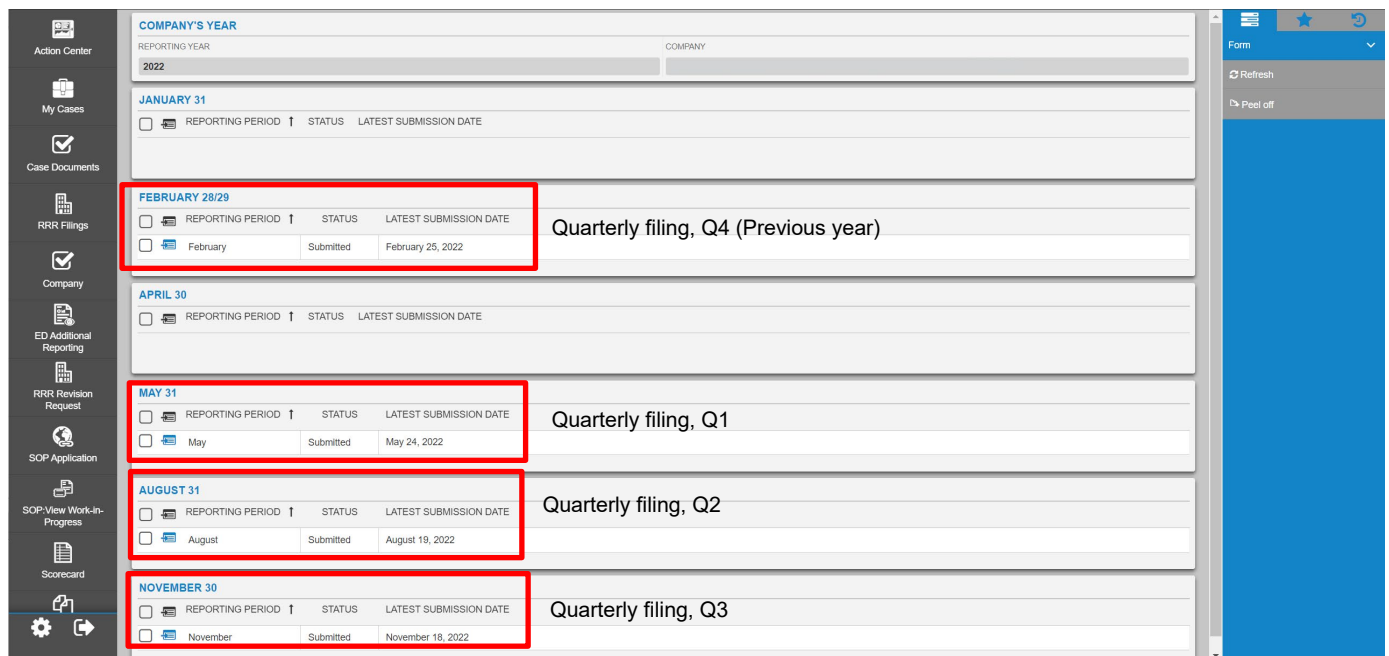 Action Center
My Cases
Case Documents
RRR Filings
Company
ED Additional
Reporting
RRR Revision
Request
SOP Application
SOP:View Work-in-
Progress
Scorecard
COMPANY'S YEAR
REPORTING YEAR COMPANY
2022
JANUARY 31
REPORTING PERIOD ↑ STATUS LATEST SUBMISSION DATE
FEBRUARY 28/29
REPORTING PERIOD ↑ STATUS LATEST SUBMISSION DATE
February Submitted February 25, 2022
Quarterly filing, Q4 (Previous year)
APRIL 30
REPORTING PERIOD ↑ STATUS LATEST SUBMISSION DATE
MAY 31
REPORTING PERIOD ↑ STATUS LATEST SUBMISSION DATE
May Submitted May 24, 2022
Quarterly filing, Q1
AUGUST 31
REPORTING PERIOD ↑ STATUS LATEST SUBMISSION DATE
August Submitted August 19, 2022
Quarterly filing, Q2
NOVEMBER 30
REPORTING PERIOD ↑ STATUS LATEST SUBMISSION DATE
November Submitted November 18, 2022
Quarterly filing, Q3
Form
Refresh
Peel off